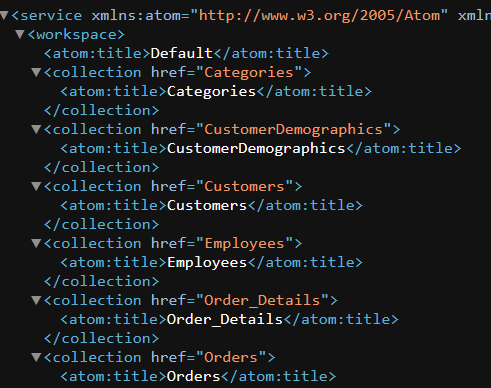 ▼<service xmlns:atom="http://www.w3.org/2005/Atom" xmln
▼<workspace>
<atom:title>Default</atom:title>
▼<collection href="Categories">
<atom:title>Categories</atom:title>
</collection>
▼<collection href="CustomerDemographics">
<atom:title>CustomerDemographics</atom:title>
</collection>
▼<collection href="Customers">
<atom:title>Customers</atom:title>
</collection>
▼<collection href="Employees">
<atom:title>Employees</atom:title>
</collection>
▼<collection href="Order_Details">
<atom:title>Order_Details</atom:title>
</collection>
▼<collection href="Orders">
<atom:title>Orders</atom:title>